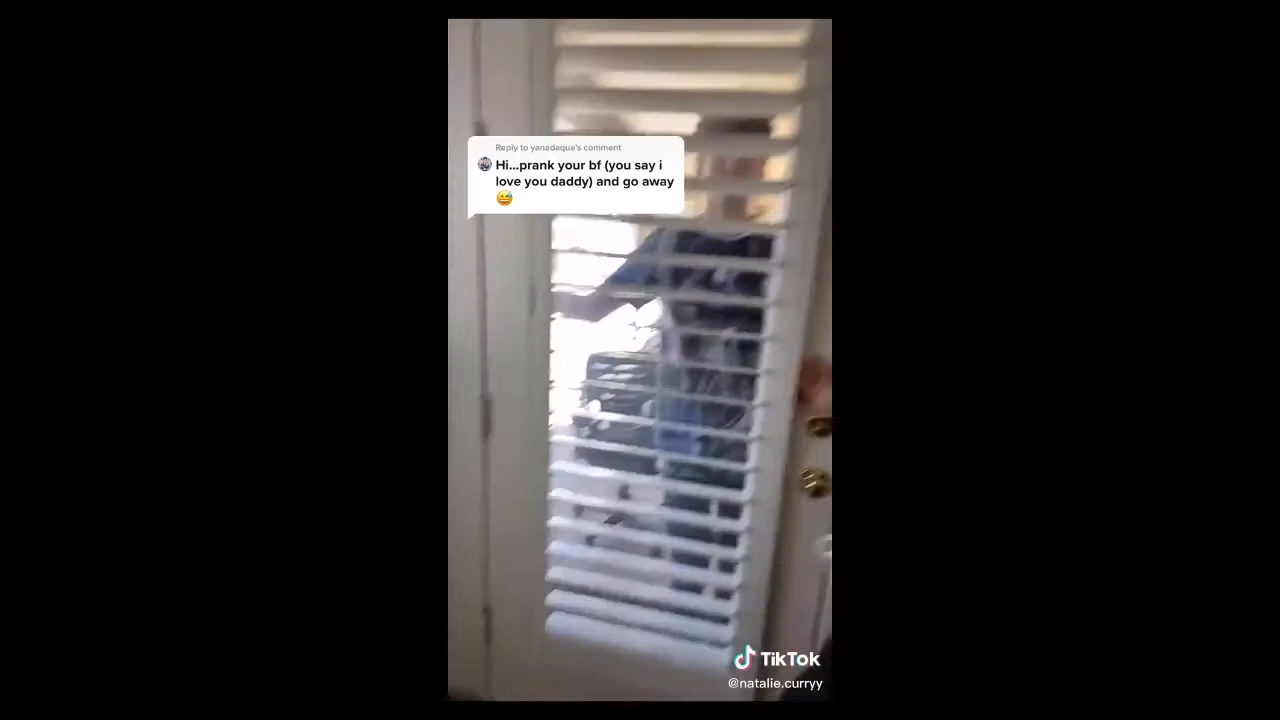 Reply to yanadaque's comment
Hi...prank your bf (you say i
love you daddy) and go away
😅
TikTok
@natalie.curryy